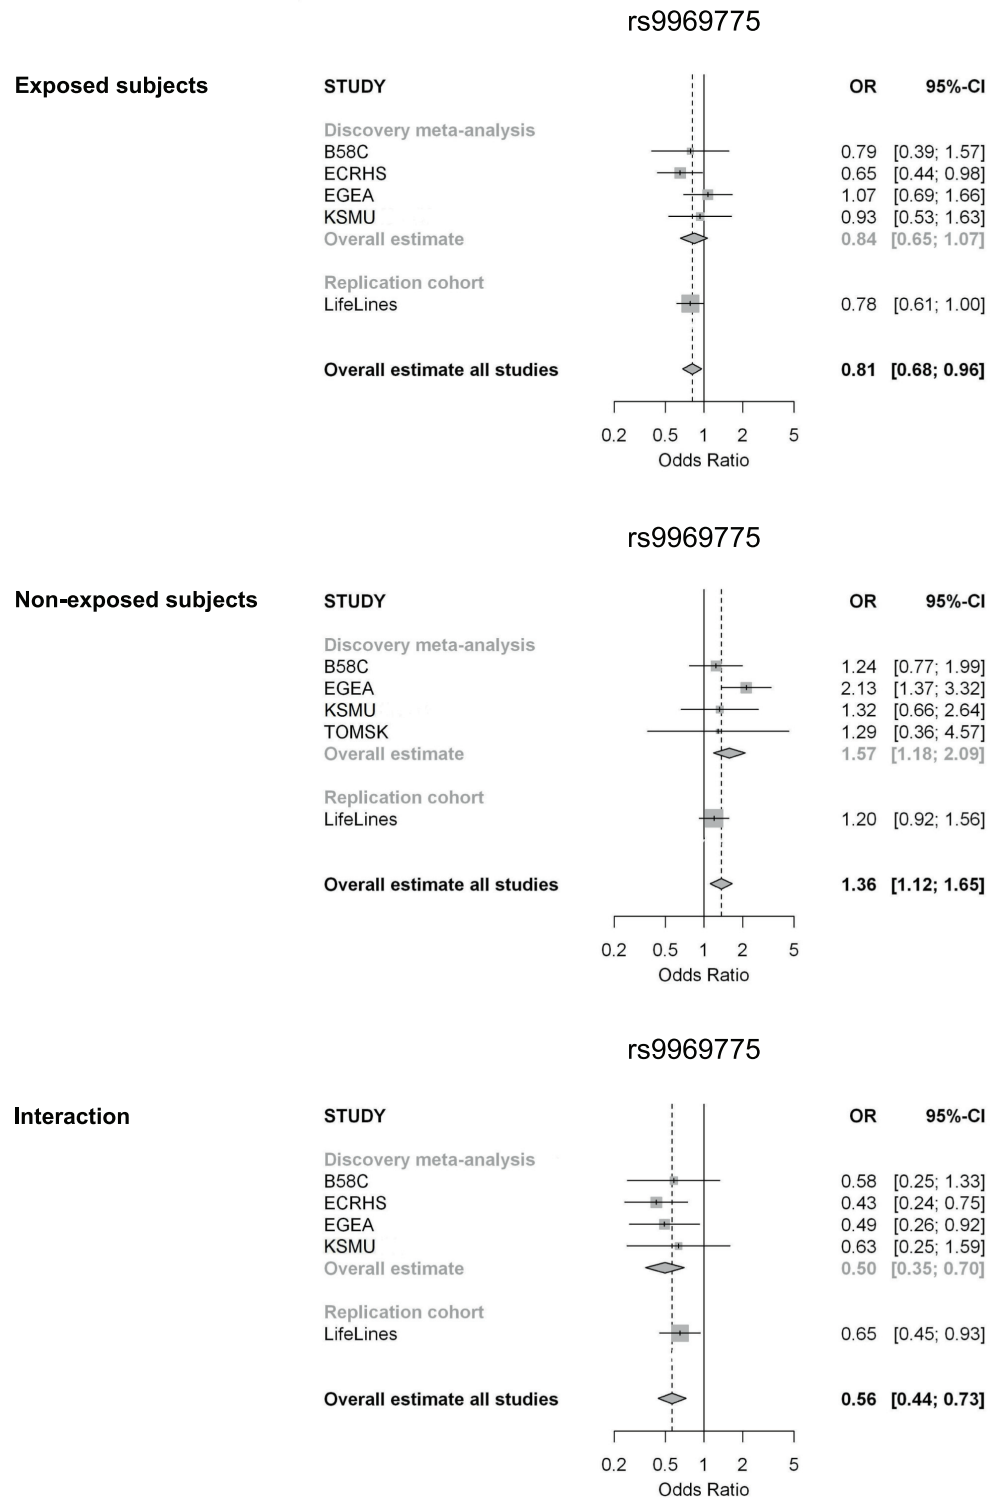 rs9969775
Exposed subjects STUDY OR 95%-CI
Discovery meta-analysis
B58C 0.79 [0.39; 1.57]
ECRHS 0.65 [0.44; 0.98]
EGEA 1.07 [0.69; 1.66]
KSMU 0.93 [0.53; 1.63]
Overall estimate 0.84 [0.65; 1.07]
Replication cohort
LifeLines 0.78 [0.61; 1.00]
Overall estimate all studies 0.81 [0.68; 0.96]
0.2 0.5 1 2 5
Odds Ratio
rs9969775
Non-exposed subjects STUDY OR 95%-CI
Discovery meta-analysis
B58C 1.24 [0.77; 1.99]
EGEA 2.13 [1.37; 3.32]
KSMU 1.32 [0.66; 2.64]
TOMSK 1.29 [0.36; 4.57]
Overall estimate 1.57 [1.18; 2.09]
Replication cohort
LifeLines 1.20 [0.92; 1.56]
Overall estimate all studies 1.36 [1.12; 1.65]
0.2 0.5 1 2 5
Odds Ratio
rs9969775
Interaction STUDY OR 95%-CI
Discovery meta-analysis
B58C 0.58 [0.25; 1.33]
ECRHS 0.43 [0.24; 0.75]
EGEA 0.49 [0.26; 0.92]
KSMU 0.63 [0.25; 1.59]
Overall estimate 0.50 [0.35; 0.70]
Replication cohort
LifeLines 0.65 [0.45; 0.93]
Overall estimate all studies 0.56 [0.44; 0.73]
0.2 0.5 1 2 5
Odds Ratio